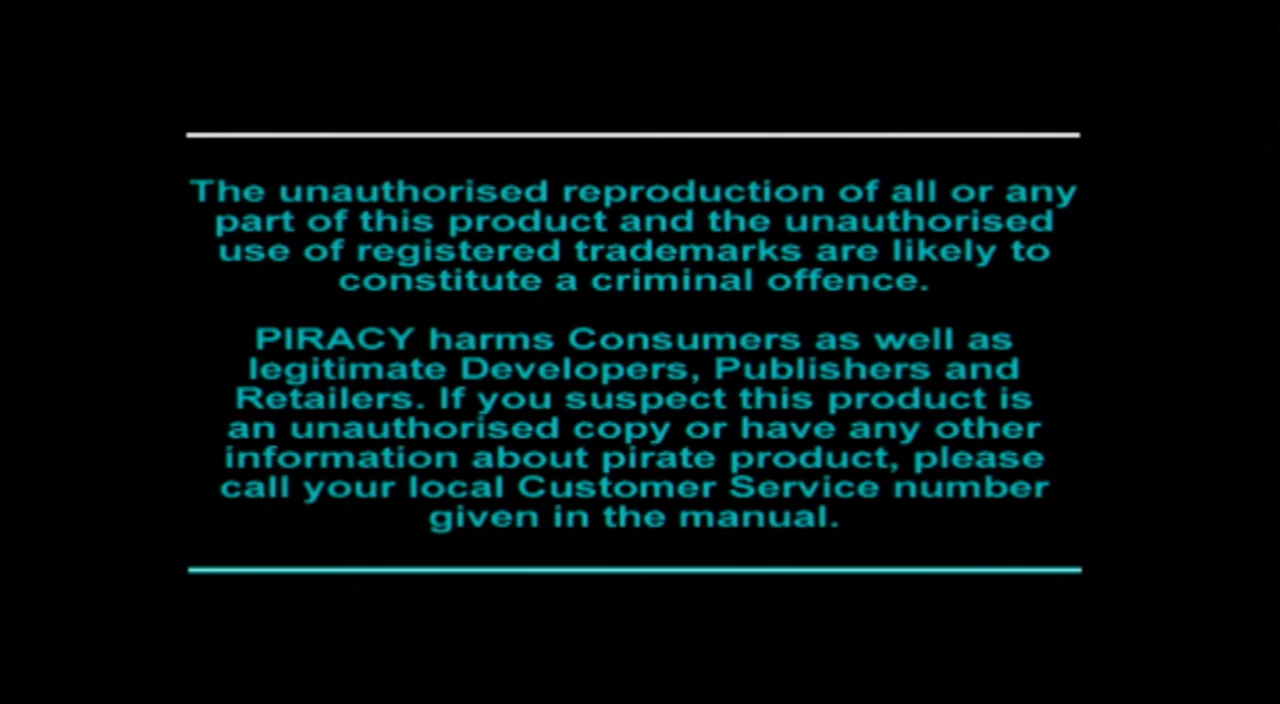 The unauthorised reproduction of all or any
part of this product and the unauthorised
use of registered trademarks are likely to
constitute a criminal offence.
PIRACY harms Consumers as well as
legitimate Developers, Publishers and
Retailers. If you suspect this product is
an unauthorised copy or have any other
information about pirate product, please
call your local Customer Service number
given in the manual.